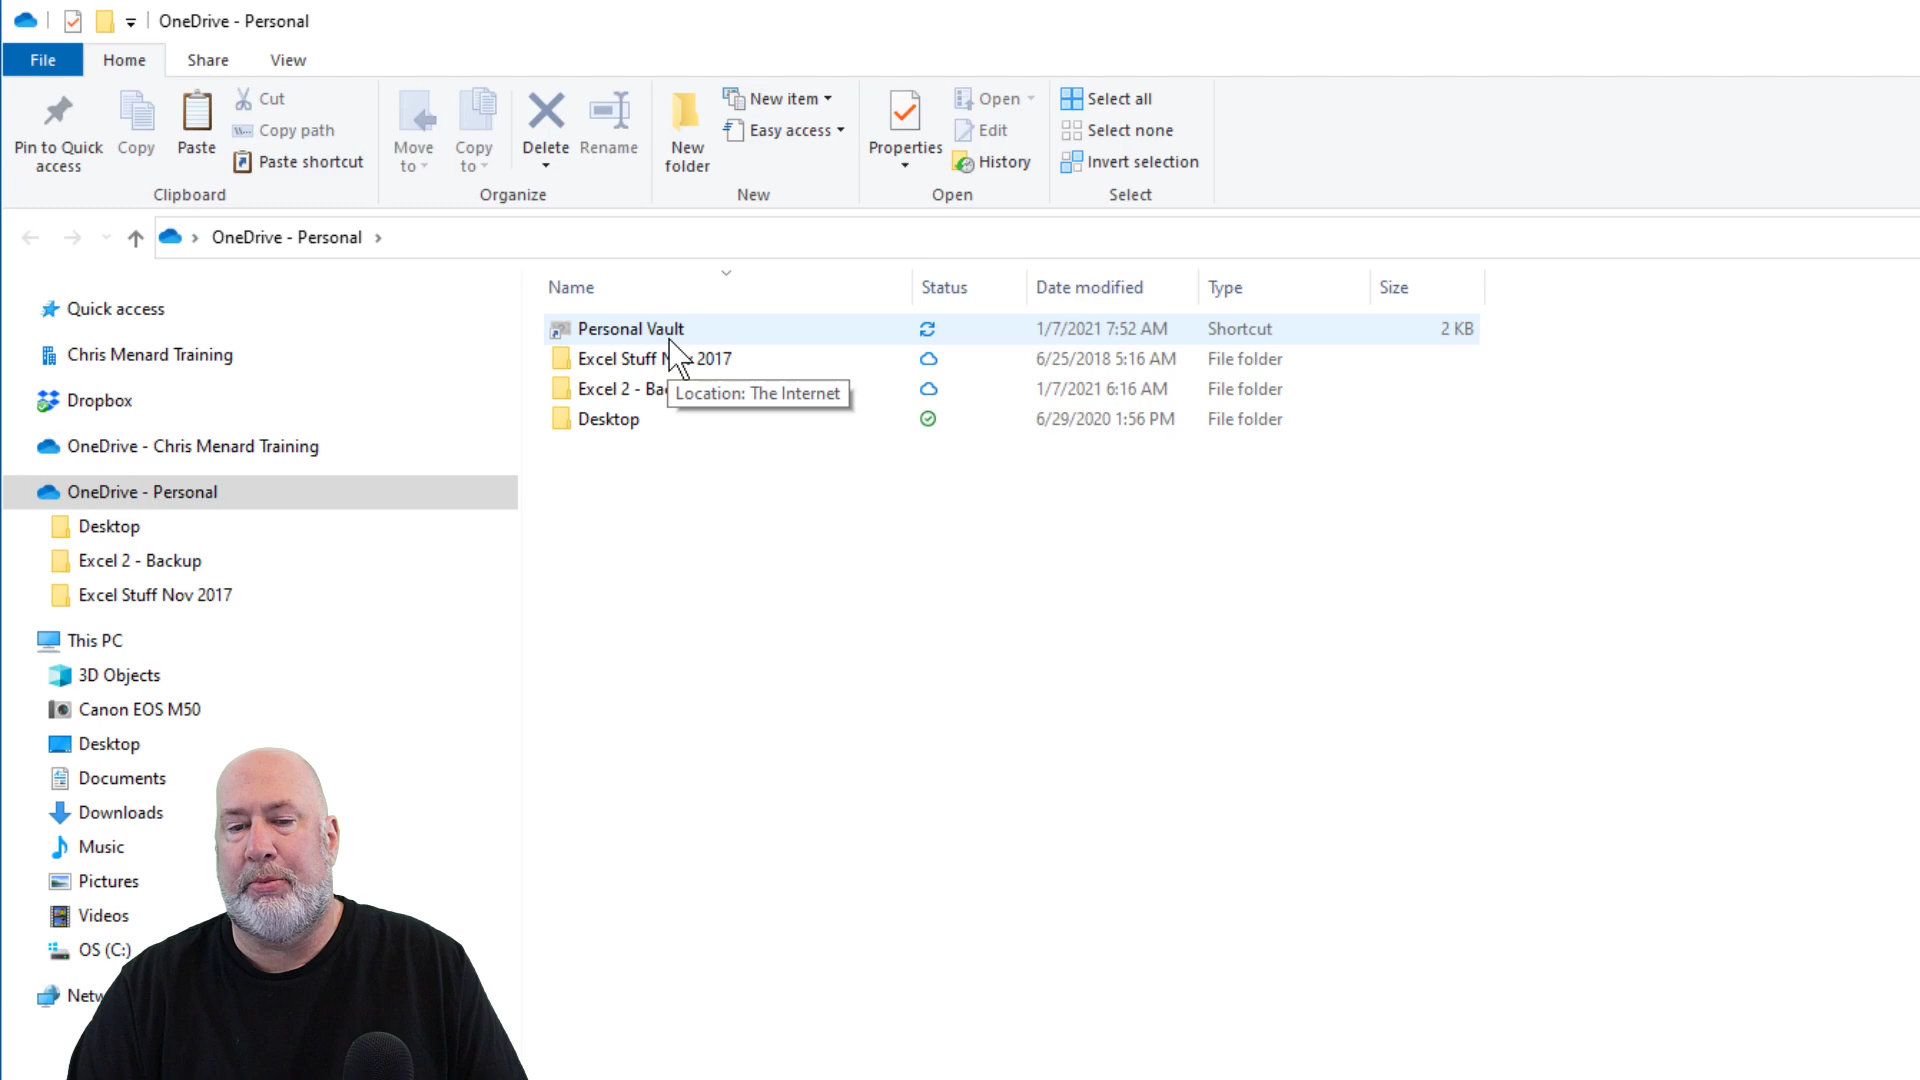 OneDrive - Personal
File Home Share View
Pin to Quick access
Copy
Paste
Cut
Copy path
Paste shortcut
Clipboard
Move to
Copy to
Delete
Rename
Organize
New folder
New item
Easy access
New
Properties
Open
Edit
History
Open
Select all
Select none
Invert selection
Select
OneDrive - Personal
Name Status Date modified Type Size
Personal Vault 1/7/2021 7:52 AM Shortcut 2 KB
Excel Stuff N 2017 6/25/2018 5:16 AM File folder
Excel 2 - Ba 1/7/2021 6:16 AM File folder
Location: The Internet
Desktop 6/29/2020 1:56 PM File folder
Quick access
Chris Menard Training
Dropbox
OneDrive - Chris Menard Training
OneDrive - Personal
Desktop
Excel 2 - Backup
Excel Stuff Nov 2017
This PC
3D Objects
Canon EOS M50
Desktop
Documents
Downloads
Music
Pictures
Videos
OS (C:)
Netw